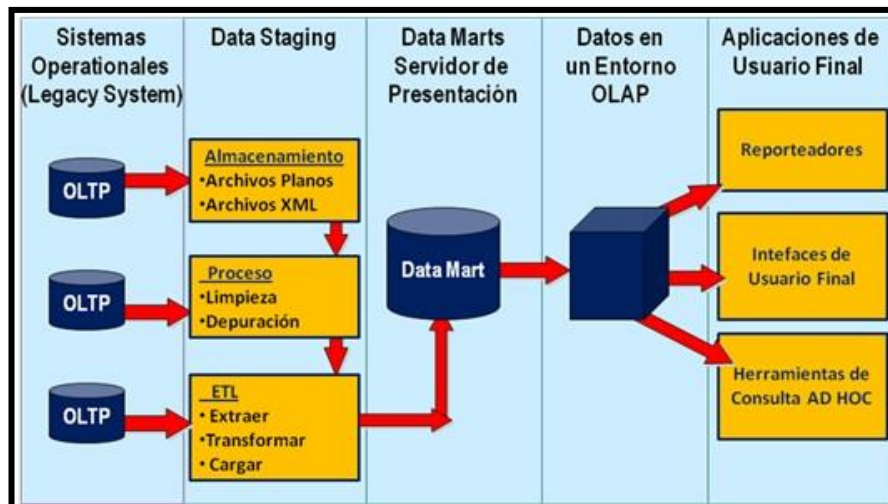 Sistemas
Operationales
(Legacy System)
Data Staging
Data Marts
Servidor de
Presentación
Datos en
un Entorno
OLAP
Aplicaciones de
Usuario Final
OLTP
OLTP
OLTP
Almacenamiento
•Archivos Planos
•Archivos XML
Proceso
•Limpieza
•Depuración
ETL
• Extraer
• Transformar
• Cargar
Data Mart
Reporteadores
Intefaces de
Usuario Final
Herramientas de
Consulta AD HOC